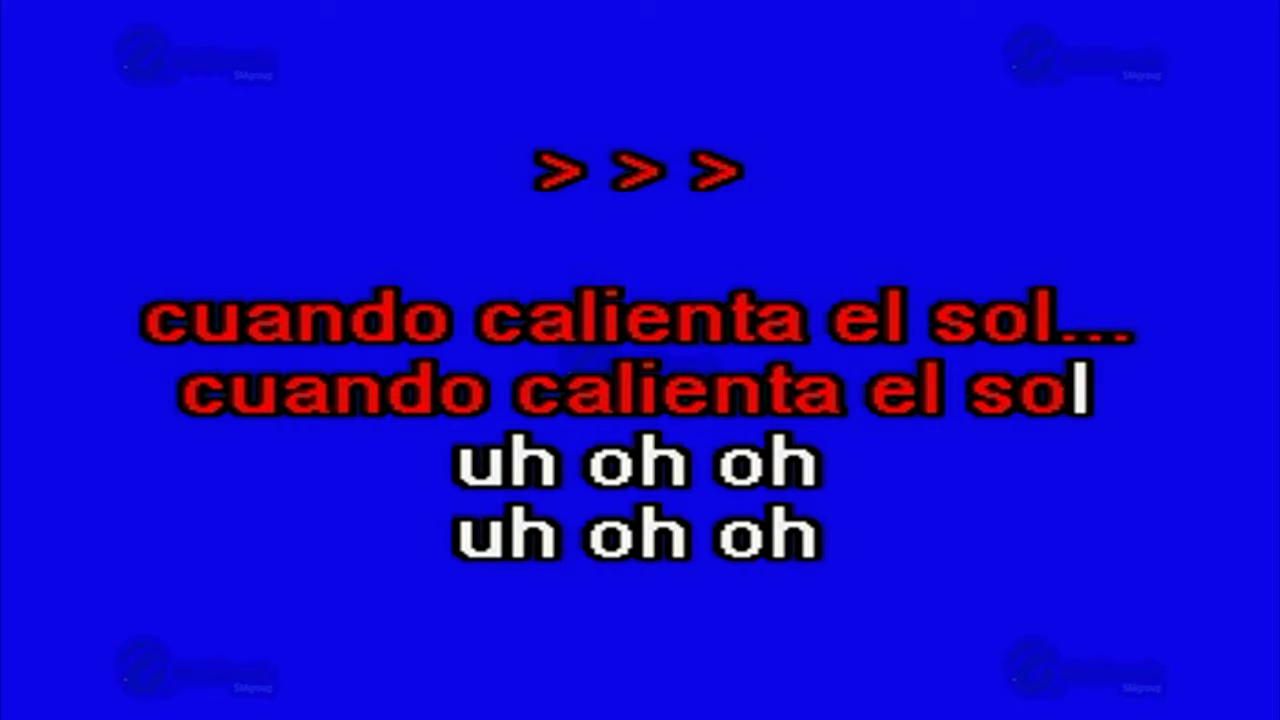 > > >
cuando calienta el sol...
cuando calienta el sol
uh oh oh
uh oh oh